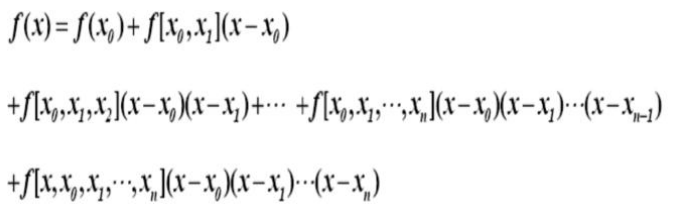 f(x)=f(x₀)+f[x₀,x₁](x−x₀)
+f[x₀,x₁,x₂](x−x₀)(x−x₁)+⋯ +f[x₀,x₁,⋯,xₙ](x−x₀)(x−x₁)⋯(x−xₙ₋₁)
+f[x,x₀,x₁,⋯,xₙ](x−x₀)(x−x₁)⋯(x−xₙ)